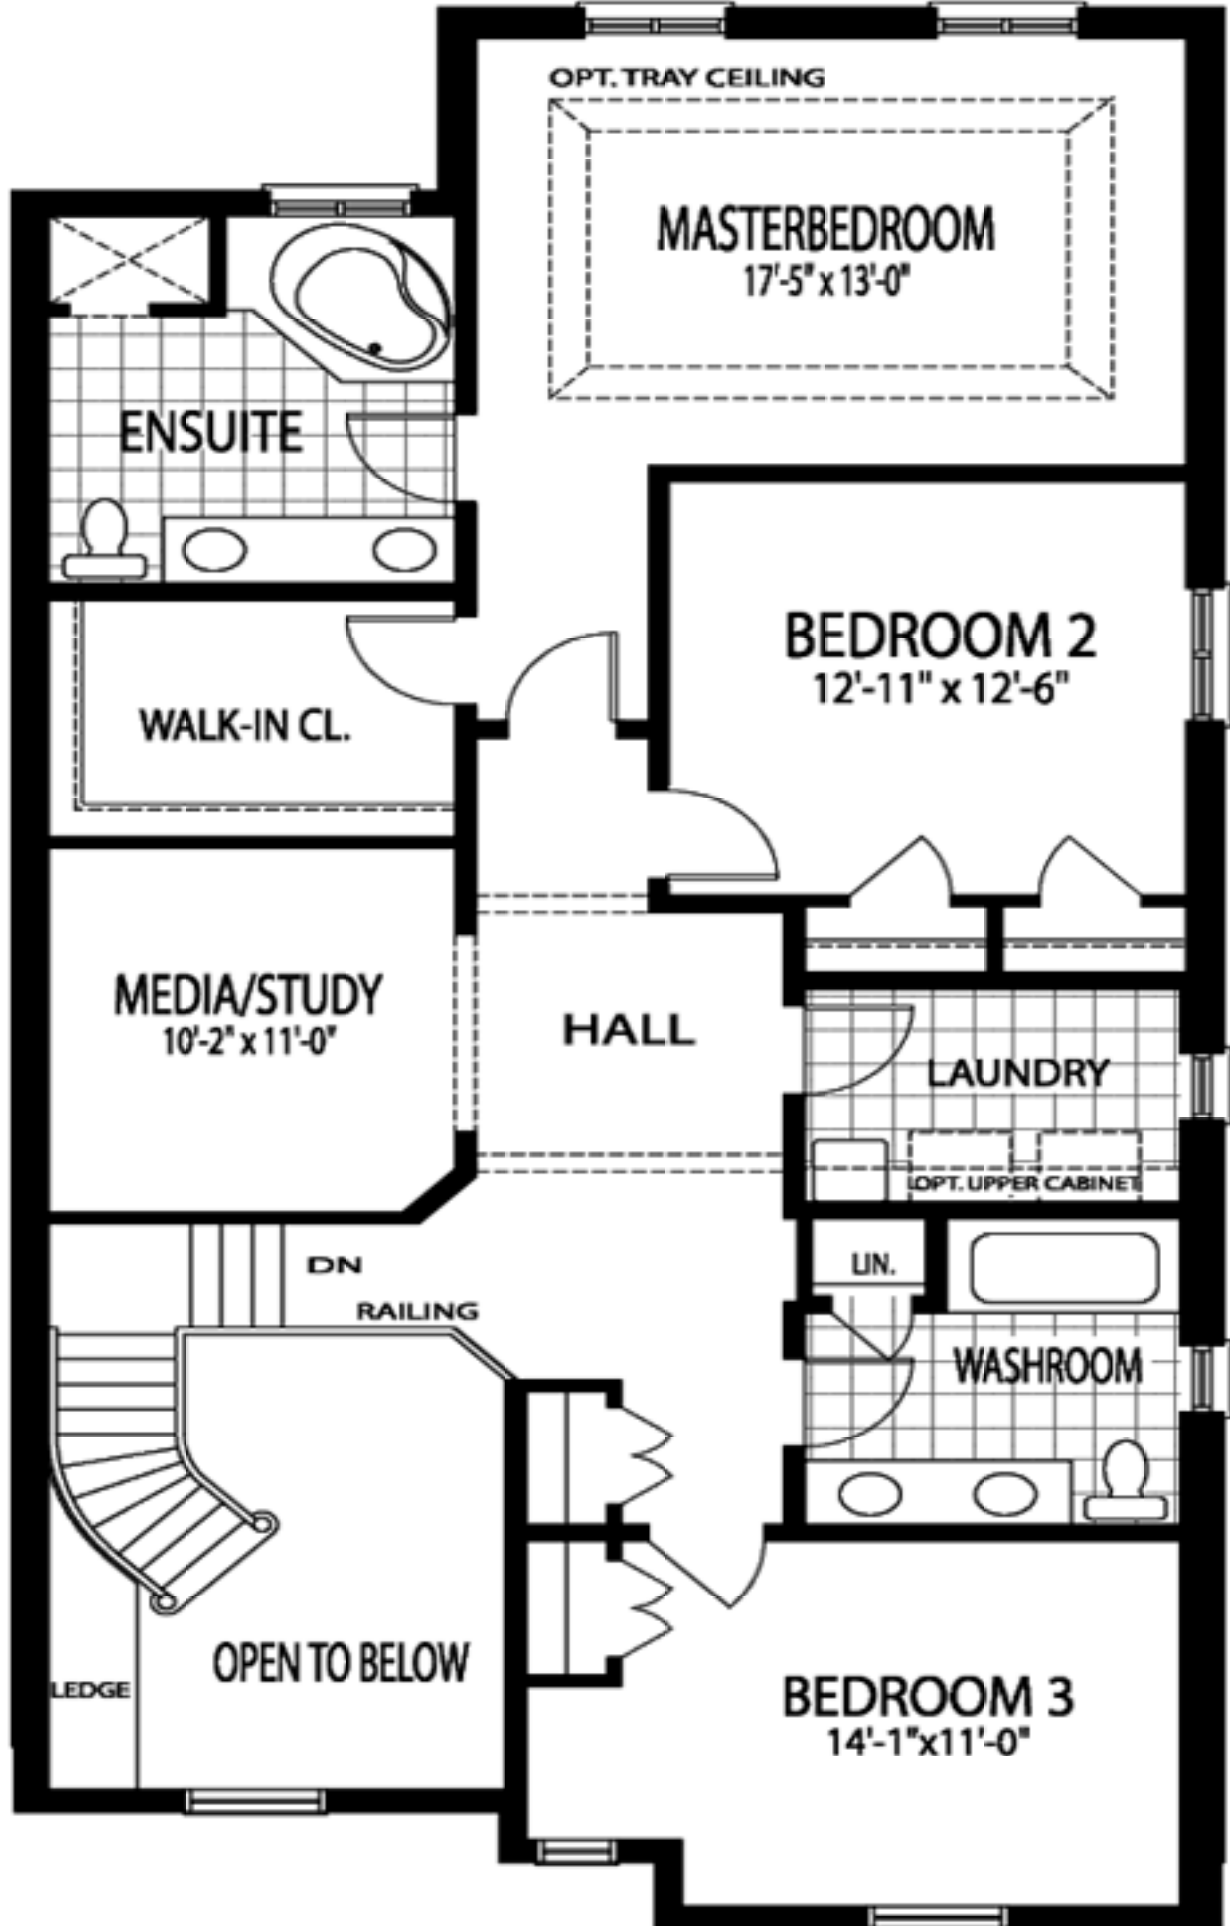 OPT. TRAY CEILING
MASTERBEDROOM
17'-5" x 13'-0"
ENSUITE
BEDROOM 2
12'-11" x 12'-6"
WALK-IN CL.
MEDIA/STUDY
10'-2" x 11'-0"
HALL
LAUNDRY
OPT. UPPER CABINET
DN
LIN.
RAILING
WASHROOM
OPEN TO BELOW
LEDGE
BEDROOM 3
14'-1"x11'-0"